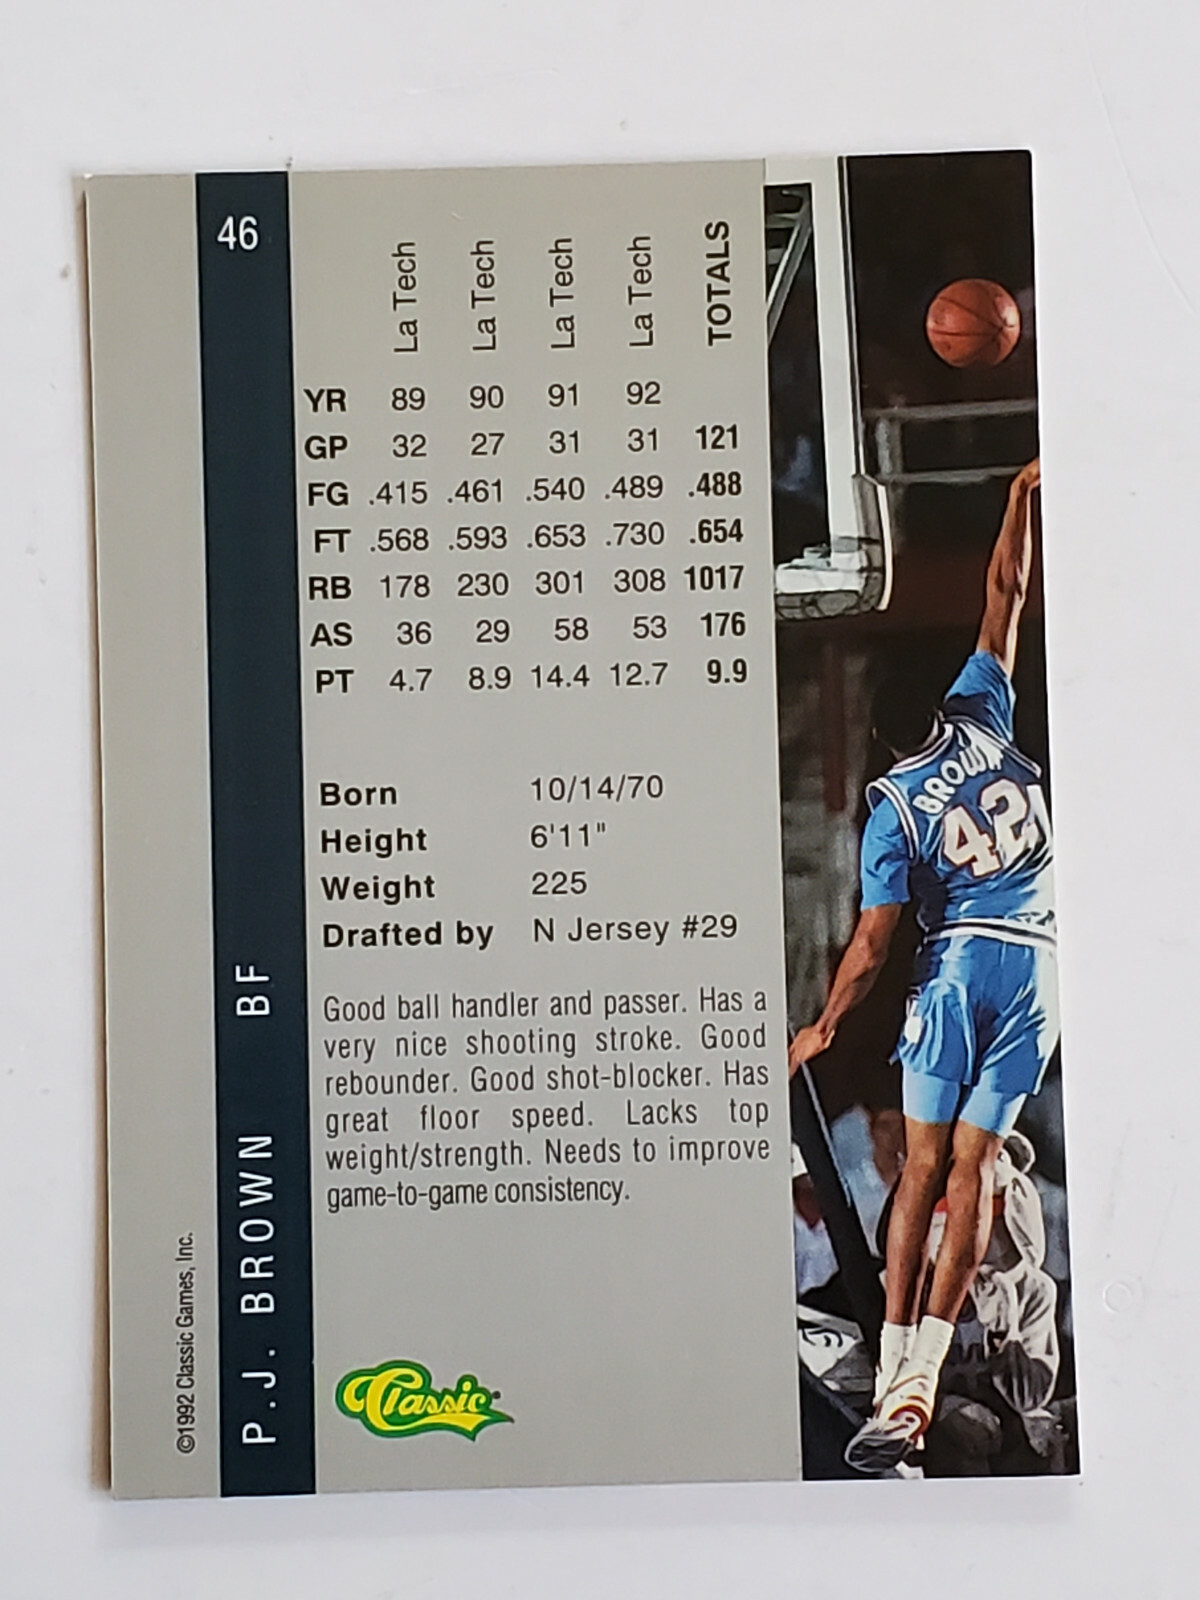 46
La Tech La Tech La Tech La Tech TOTALS
YR 89 90 91 92
GP 32 27 31 31 121
FG .415 .461 .540 .489 .488
FT .568 .593 .653 .730 .654
RB 178 230 301 308 1017
AS 36 29 58 53 176
PT 4.7 8.9 14.4 12.7 9.9
Born 10/14/70
Height 6'11"
Weight 225
Drafted by N Jersey #29
Good ball handler and passer. Has a
very nice shooting stroke. Good
rebounder. Good shot-blocker. Has
great floor speed. Lacks top
weight/strength. Needs to improve
game-to-game consistency.
Classic
P.J. BROWN BF
©1992 Classic Games, Inc.
BROWN
42